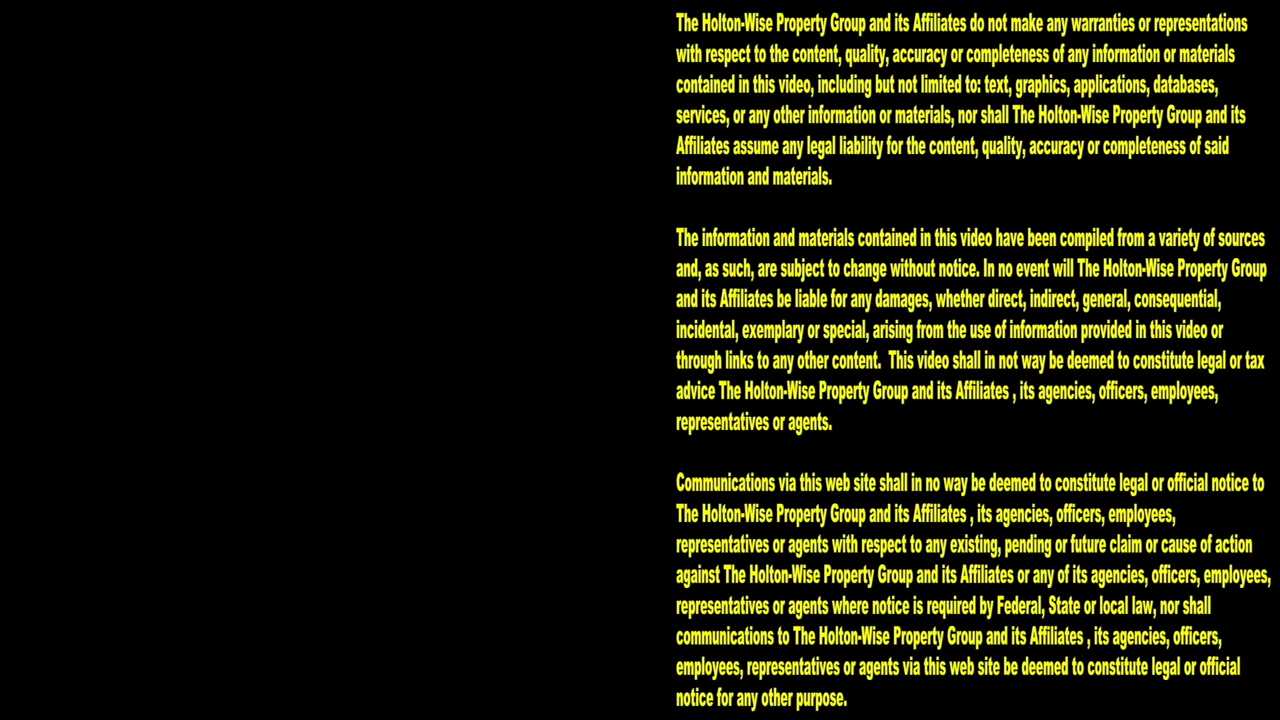 The Holton-Wise Property Group and its Affiliates do not make any warranties or representations
with respect to the content, quality, accuracy or completeness of any information or materials
contained in this video, including but not limited to: text, graphics, applications, databases,
services, or any other information or materials, nor shall The Holton-Wise Property Group and its
Affiliates assume any legal liability for the content, quality, accuracy or completeness of said
information and materials.
The information and materials contained in this video have been compiled from a variety of sources
and, as such, are subject to change without notice. In no event will The Holton-Wise Property Group
and its Affiliates be liable for any damages, whether direct, indirect, general, consequential,
incidental, exemplary or special, arising from the use of information provided in this video or
through links to any other content.  This video shall in not way be deemed to constitute legal or tax
advice The Holton-Wise Property Group and its Affiliates , its agencies, officers, employees,
representatives or agents.
Communications via this web site shall in no way be deemed to constitute legal or official notice to
The Holton-Wise Property Group and its Affiliates , its agencies, officers, employees,
representatives or agents with respect to any existing, pending or future claim or cause of action
against The Holton-Wise Property Group and its Affiliates or any of its agencies, officers, employees,
representatives or agents where notice is required by Federal, State or local law, nor shall
communications to The Holton-Wise Property Group and its Affiliates , its agencies, officers,
employees, representatives or agents via this web site be deemed to constitute legal or official
notice for any other purpose.